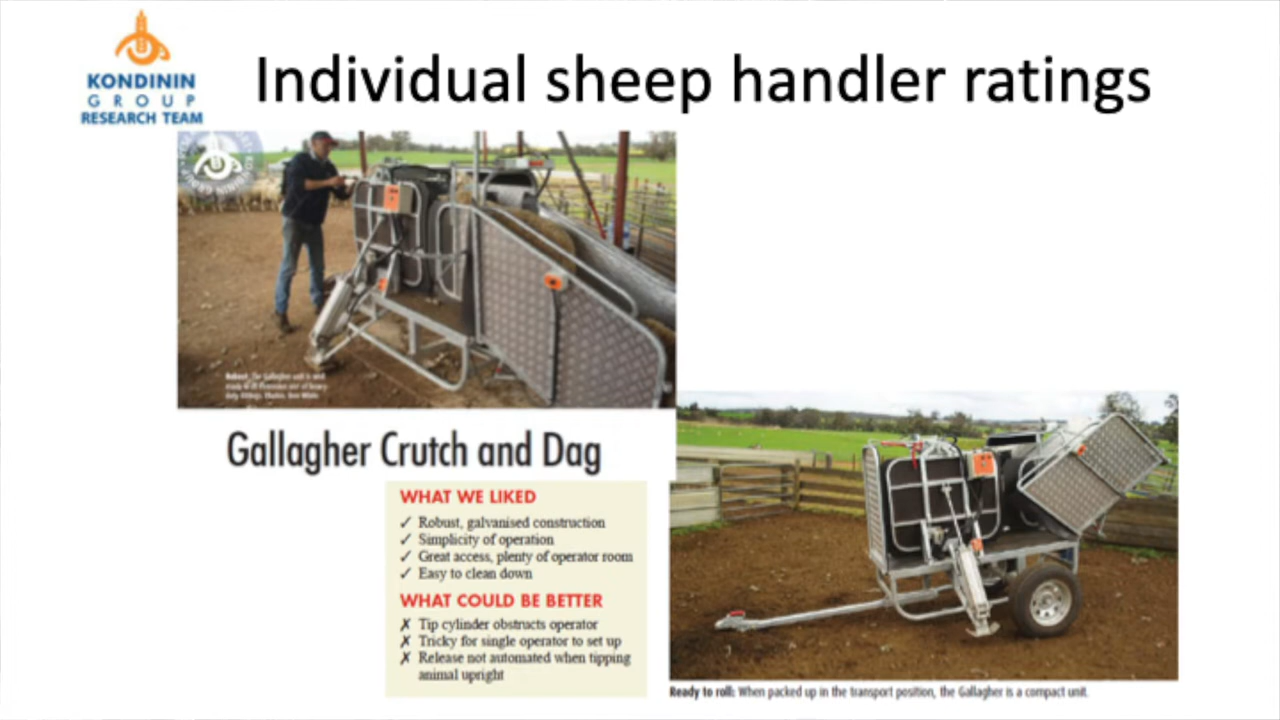 KONDININ
GROUP
RESEARCH TEAM
Individual sheep handler ratings
Gallagher Crutch and Dag
WHAT WE LIKED
✓ Robust, galvanised construction
✓ Simplicity of operation
✓ Great access, plenty of operator room
✓ Easy to clean down
WHAT COULD BE BETTER
✗ Tip cylinder obstructs operator
✗ Tricky for single operator to set up
✗ Release not automated when tipping
animal upright
Ready to roll: When packed up in the transport position, the Gallagher is a compact unit.